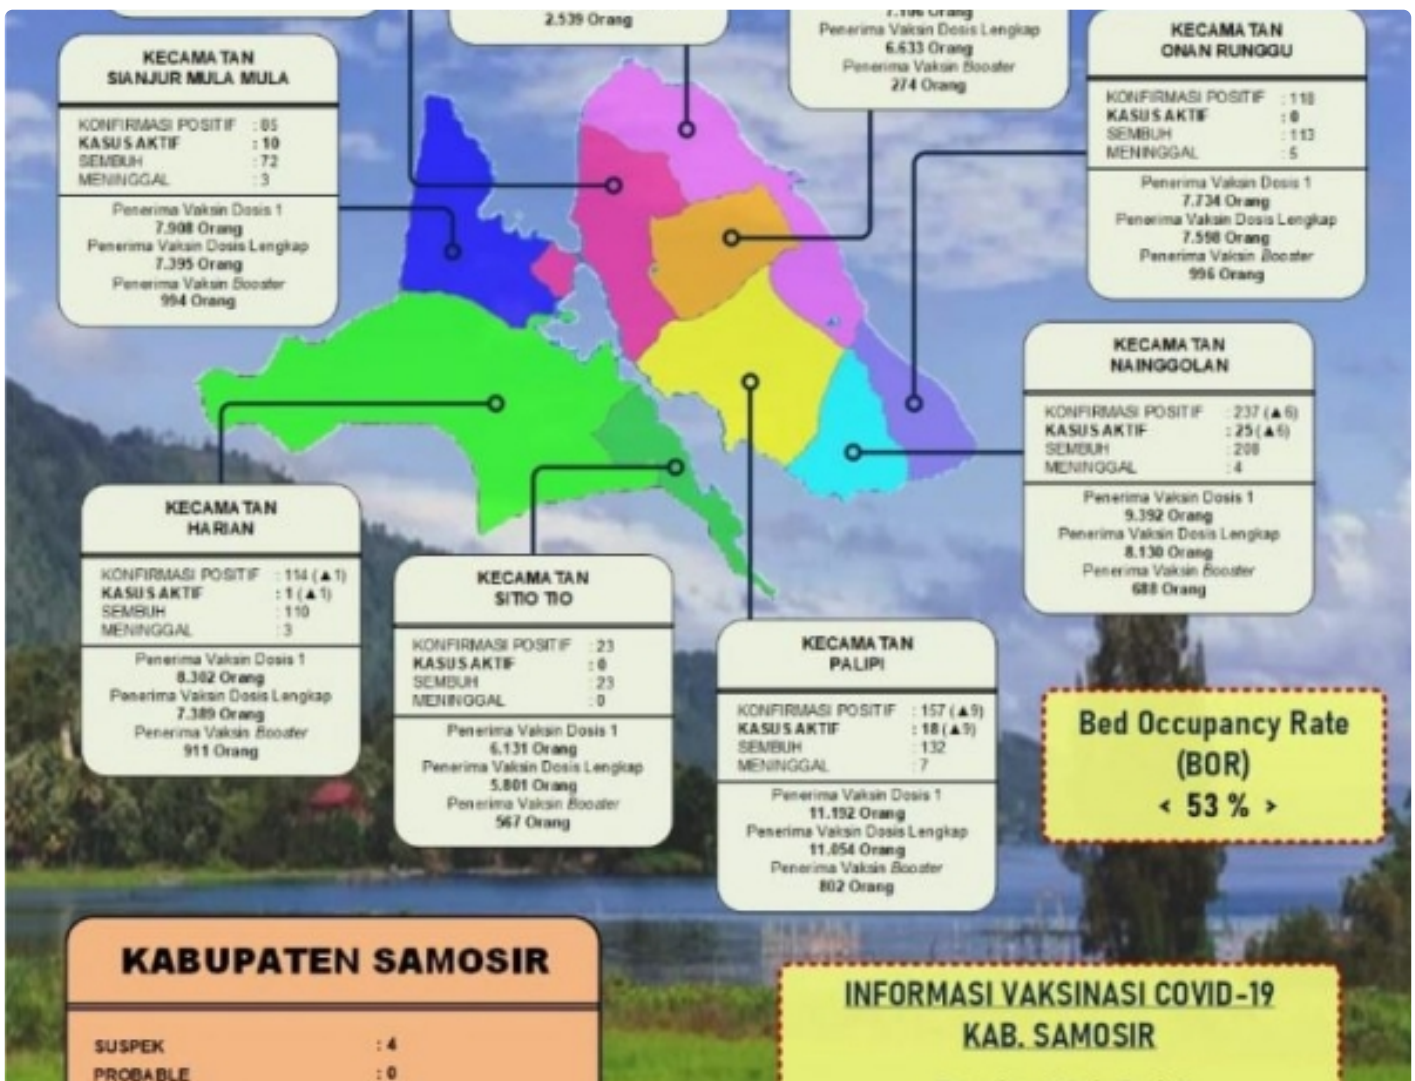 2.539 Orang
7.106 Orang
Penerima Vaksin Dosis Lengkap
6.633 Orang
Penerima Vaksin Booster
274 Orang
KECAMATAN
SIANJUR MULA MULA
KONFIRMASI POSITIF : 85
KASUS AKTIF : 10
SEMBUH : 72
MENINGGAL : 3
Penerima Vaksin Dosis 1
7.908 Orang
Penerima Vaksin Dosis Lengkap
7.395 Orang
Penerima Vaksin Booster
994 Orang
KECAMATAN
ONAN RUNGGU
KONFIRMASI POSITIF : 118
KASUS AKTIF : 0
SEMBUH : 113
MENINGGAL : 5
Penerima Vaksin Dosis 1
7.734 Orang
Penerima Vaksin Dosis Lengkap
7.598 Orang
Penerima Vaksin Booster
996 Orang
KECAMATAN
NAINGGOLAN
KONFIRMASI POSITIF : 237 (▲6)
KASUS AKTIF : 25 (▲6)
SEMBUH : 208
MENINGGAL : 4
Penerima Vaksin Dosis 1
9.392 Orang
Penerima Vaksin Dosis Lengkap
8.130 Orang
Penerima Vaksin Booster
688 Orang
KECAMATAN
HARIAN
KONFIRMASI POSITIF : 114 (▲1)
KASUS AKTIF : 1 (▲1)
SEMBUH : 110
MENINGGAL : 3
Penerima Vaksin Dosis 1
8.302 Orang
Penerima Vaksin Dosis Lengkap
7.389 Orang
Penerima Vaksin Booster
911 Orang
KECAMATAN
SITIO TIO
KONFIRMASI POSITIF : 23
KASUS AKTIF : 0
SEMBUH : 23
MENINGGAL : 0
Penerima Vaksin Dosis 1
6.131 Orang
Penerima Vaksin Dosis Lengkap
5.801 Orang
Penerima Vaksin Booster
567 Orang
KECAMATAN
PALIPI
KONFIRMASI POSITIF : 157 (▲9)
KASUS AKTIF : 18 (▲9)
SEMBUH : 132
MENINGGAL : 7
Penerima Vaksin Dosis 1
11.192 Orang
Penerima Vaksin Dosis Lengkap
11.054 Orang
Penerima Vaksin Booster
802 Orang
Bed Occupancy Rate
(BOR)
< 53 % >
KABUPATEN SAMOSIR
SUSPEK : 4
PROBABLE : 0
INFORMASI VAKSINASI COVID-19
KAB. SAMOSIR